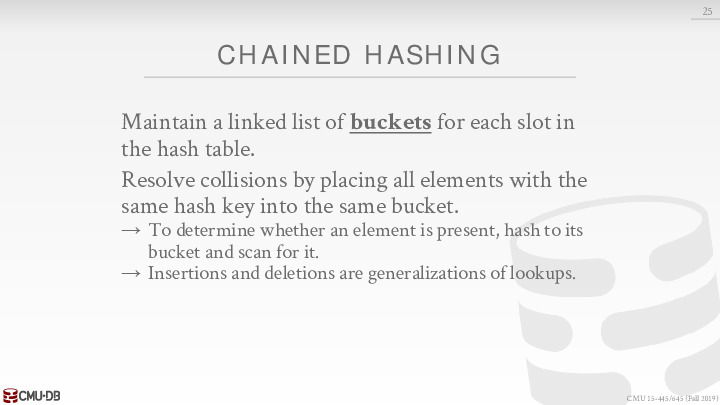 25
CHAINED HASHING
Maintain a linked list of buckets for each slot in
the hash table.
Resolve collisions by placing all elements with the
same hash key into the same bucket.
→ To determine whether an element is present, hash to its
bucket and scan for it.
→ Insertions and deletions are generalizations of lookups.
CMU·DB
CMU 15-445/645 (Fall 2019)